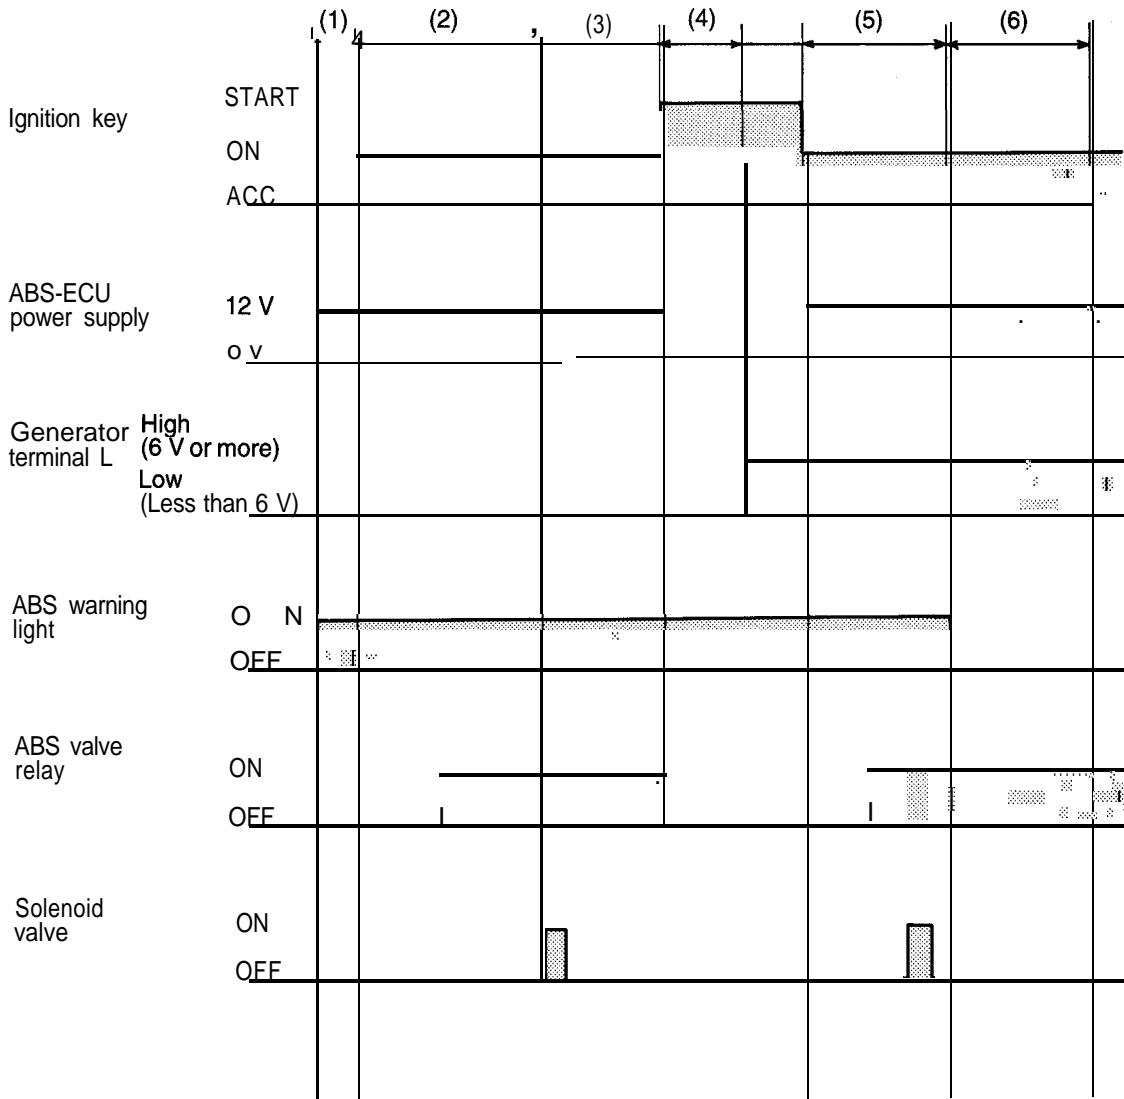 (1) (2) , (3) (4) (5) (6)
START
Ignition key
ON
ACC
ABS-ECU
power supply
12 V
o v
Generator
terminal L
High
(6 V or more)
Low
(Less than 6 V)
ABS warning
light
O N
OFF
ABS valve
relay
ON
OFF
Solenoid
valve
ON
OFF